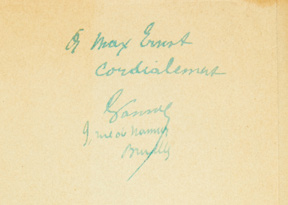 à Max Ernst
cordialement
9, rue de Namur
Bruxelles